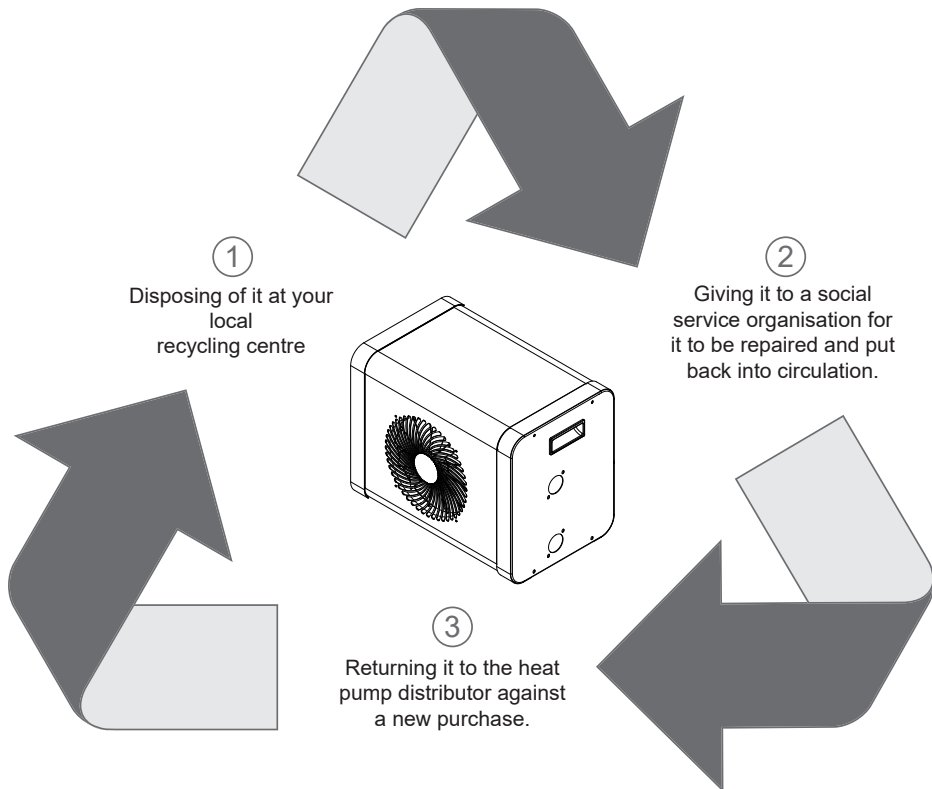 1
Disposing of it at your
local
recycling centre
2
Giving it to a social
service organisation for
it to be repaired and put
back into circulation.
3
Returning it to the heat
pump distributor against
a new purchase.